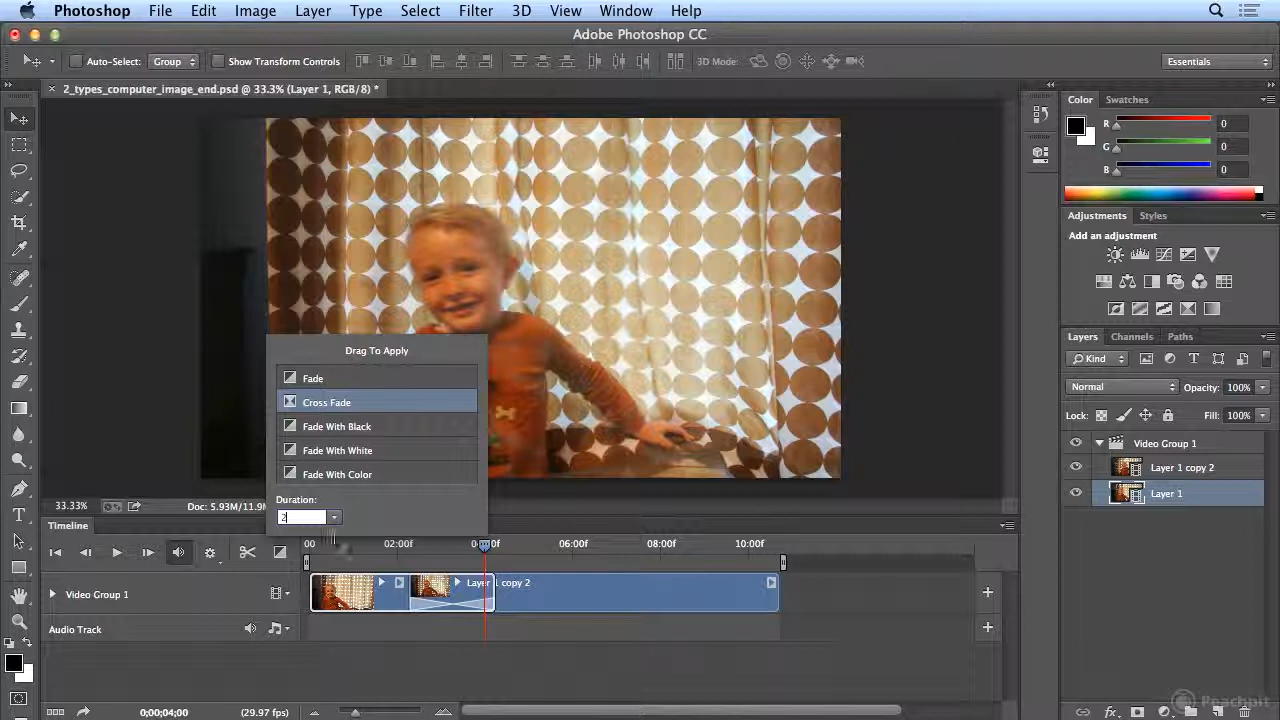 Photoshop File Edit Image Layer Type Select Filter 3D View Window Help
Adobe Photoshop CC
Auto-Select: Group Show Transform Controls 3D Mode: Essentials
2_types_computer_image_end.psd @ 33.3% (Layer 1, RGB/8) *
Color Swatches
R 0
G 0
B 0
Adjustments Styles
Add an adjustment
Layers Channels Paths
Kind
Normal Opacity: 100%
Lock: Fill: 100%
Video Group 1
Layer 1 copy 2
Layer 1
Drag To Apply
Fade
Cross Fade
Fade With Black
Fade With White
Fade With Color
Duration:
2
33.33% Doc: 5.93M/11.9M
Timeline
00 02:00f 06:00f 08:00f 10:00f
Layer 1 copy 2
Video Group 1
Audio Track
0;00;04;00 (29.97 fps)
Peachpit